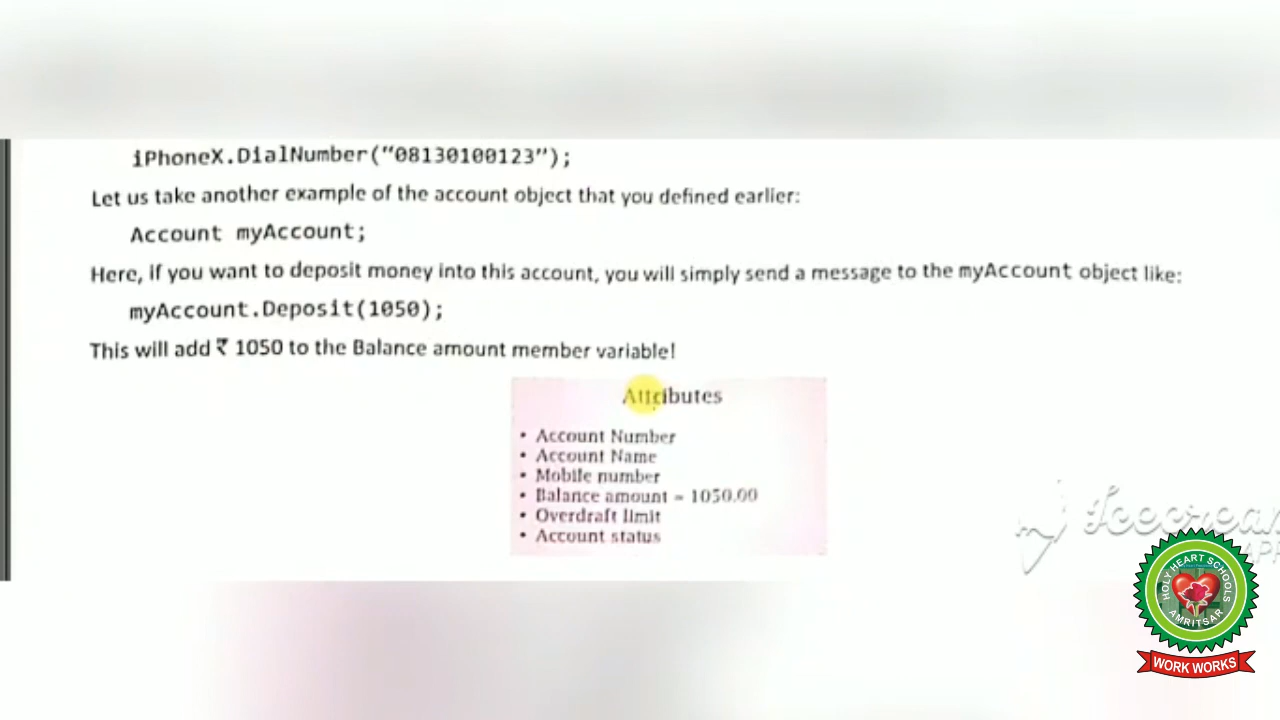 iPhoneX.DialNumber(“08130100123”);
Let us take another example of the account object that you defined earlier:
Account myAccount;
Here, if you want to deposit money into this account, you will simply send a message to the myAccount object like:
myAccount.Deposit(1050);
This will add ₹ 1050 to the Balance amount member variable!
Attributes
• Account Number
• Account Name
• Mobile number
• Balance amount = 1050.00
• Overdraft limit
• Account status
HOLY HEART SCHOOLS
AMRITSAR
WORK WORKS